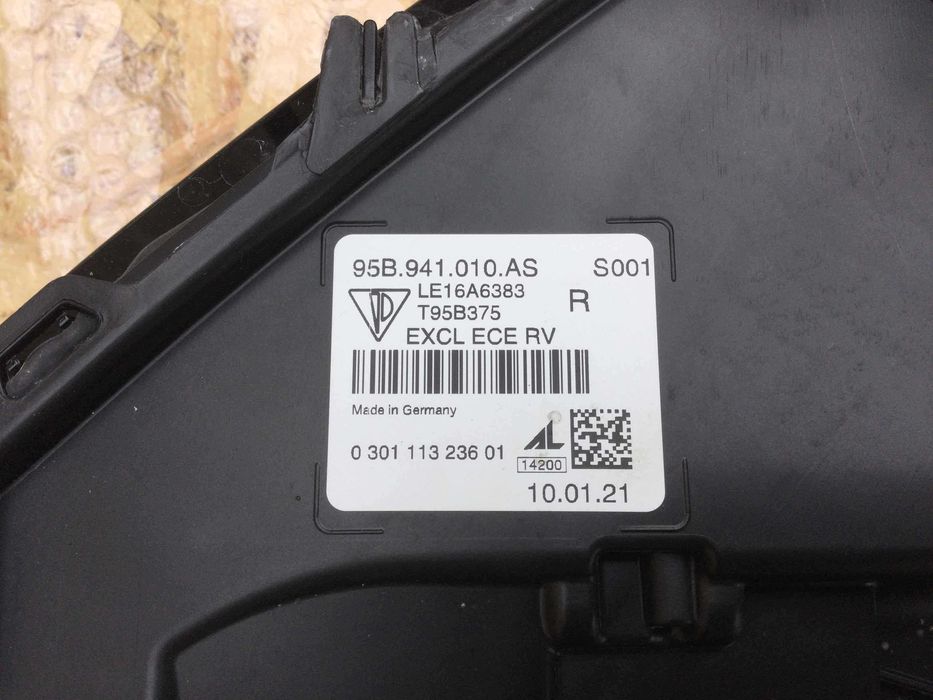 95B.941.010.AS S001
LE16A6383
T95B375 R
EXCL ECE RV
Made in Germany
0 301 113 236 01
AL
14200
10.01.21